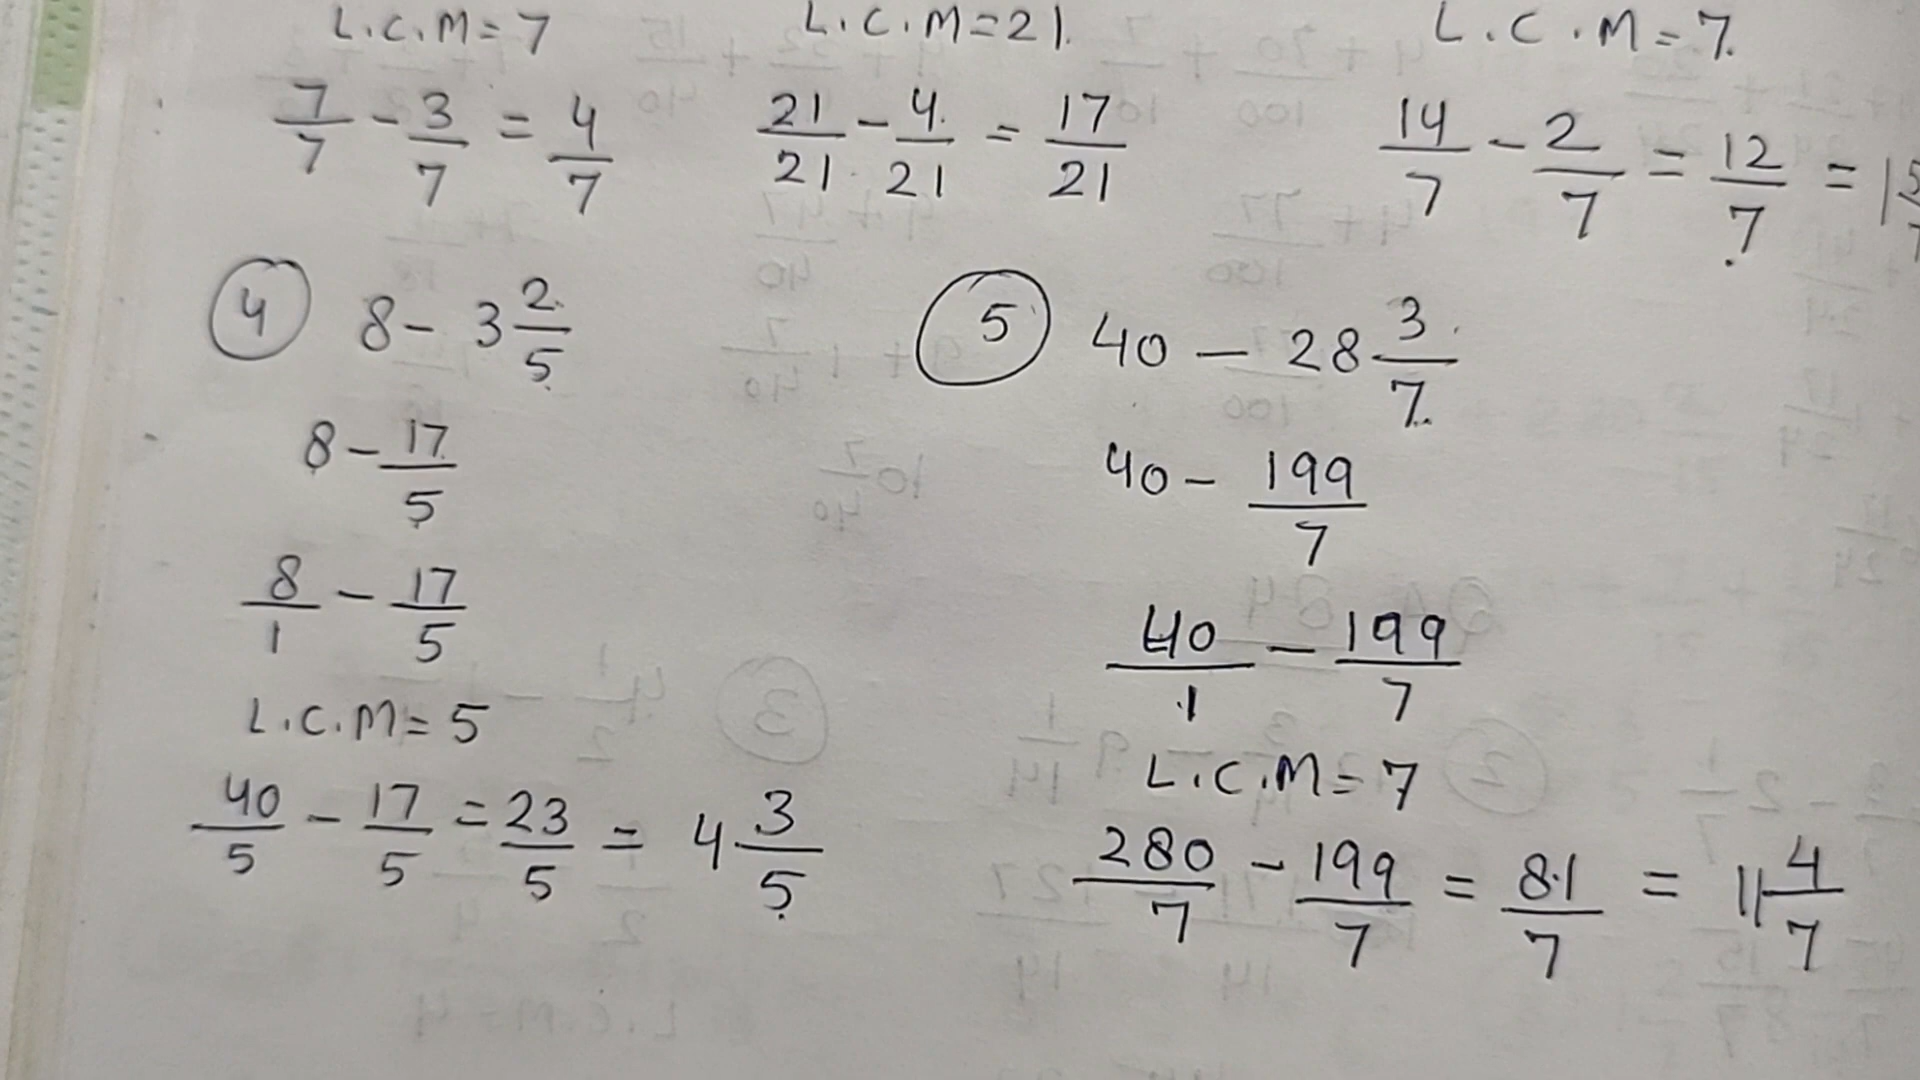 L.C.M=7 L.C.M=21. L.C.M=7.
7/7 - 3/7 = 4/7 21/21 - 4/21 = 17/21 14/7 - 2/7 = 12/7 = 1 5/7
4 8 - 3 2/5 5 40 - 28 3/7
8 - 17/5 40 - 199/7
8/1 - 17/5 40/1 - 199/7
L.C.M=5 L.C.M=7
40/5 - 17/5 = 23/5 = 4 3/5 280/7 - 199/7 = 81/7 = 11 4/7